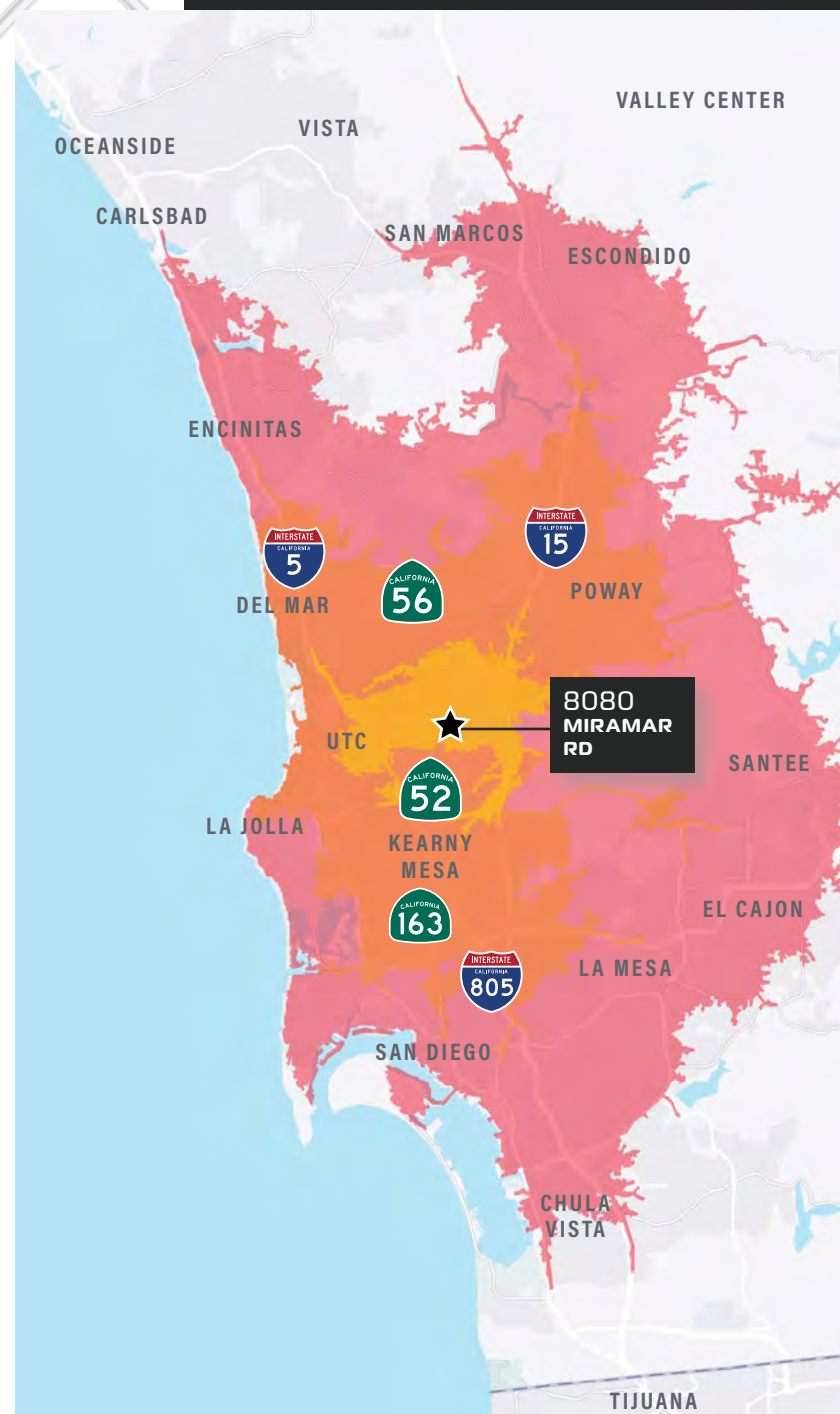 VALLEY CENTER
VISTA
OCEANSIDE
CARLSBAD
SAN MARCOS
ESCONDIDO
ENCINITAS
INTERSTATE
CALIFORNIA
15
INTERSTATE
CALIFORNIA
5
CALIFORNIA
56
POWAY
DEL MAR
8080
MIRAMAR
RD
UTC
SANTEE
CALIFORNIA
52
LA JOLLA
KEARNY
MESA
CALIFORNIA
163
EL CAJON
INTERSTATE
CALIFORNIA
805
LA MESA
SAN DIEGO
CHULA
VISTA
TIJUANA